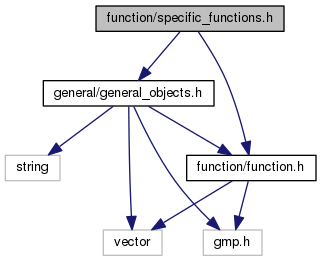 function/specific_functions.h
general/general_objects.h
string
function/function.h
vector
gmp.h